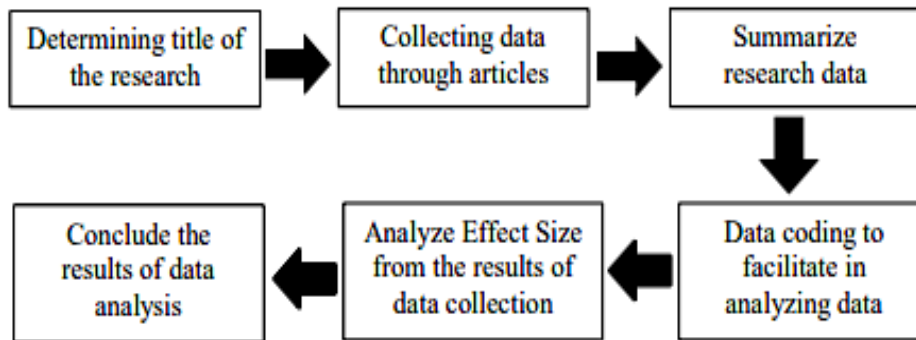 Determining title of
the research
Collecting data
through articles
Summarize
research data
Data coding to
facilitate in
analyzing data
Analyze Effect Size
from the results of
data collection
Conclude the
results of data
analysis